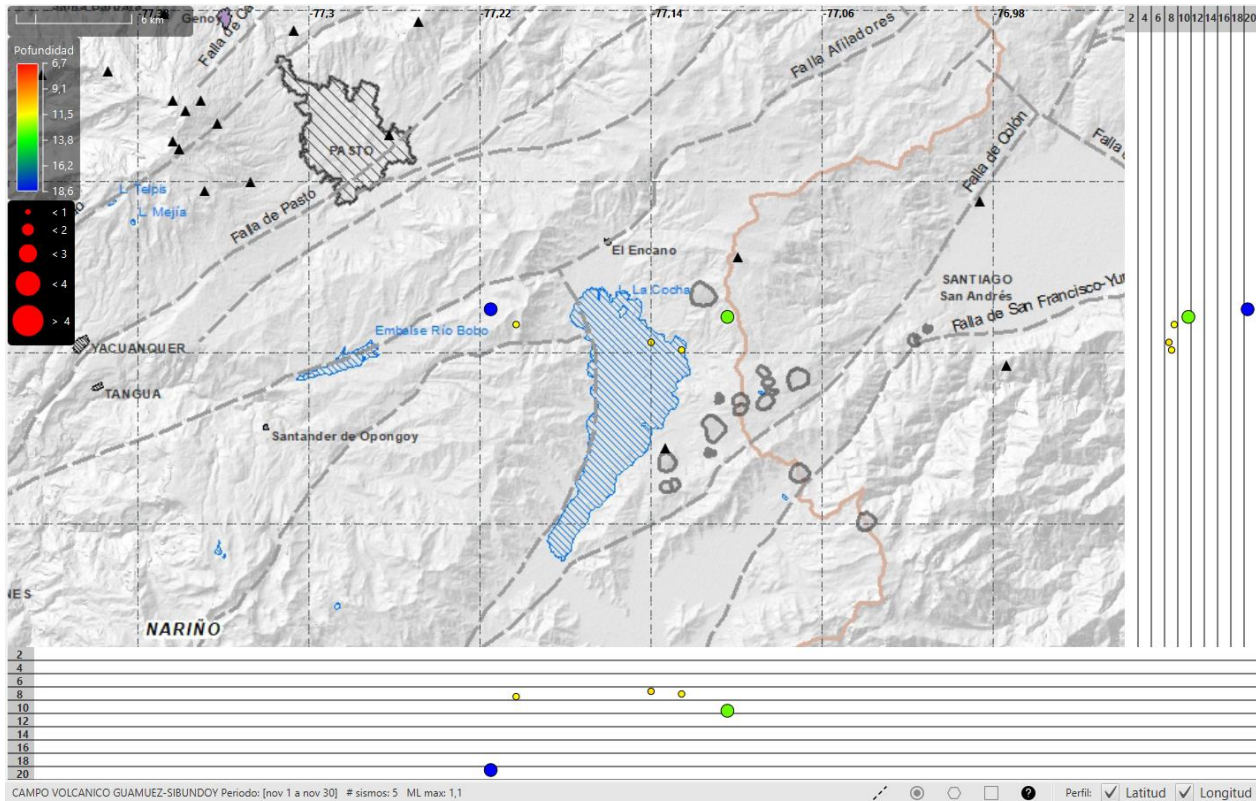 -77,38
-77,3
-77,22
-77,14
-77,06
-76,98
6 km
Genoy
Falla de
Pofundidad
6,7
9,1
11,5
13,8
16,2
18,6
< 1
< 2
< 3
< 4
> 4
2 4 6 8 10 12 14 16 18 20
Falla Afiladores
PASTO
Falla de Colón
L. Telpis
L. Mejía
Falla de Pasto
El Encano
SANTIAGO
San Andrés
L. La Cocha
Falla de San Francisco-Yun
Embalse Río Bobo
YACUANQUER
TANGUA
Santander de Opongoy
NARIÑO
2
4
6
8
10
12
14
16
18
20
CAMPO VOLCANICO GUAMUEZ-SIBUNDOY Periodo: [nov 1 a nov 30] # sismos: 5 ML max: 1,1
Perfil: Latitud Longitud